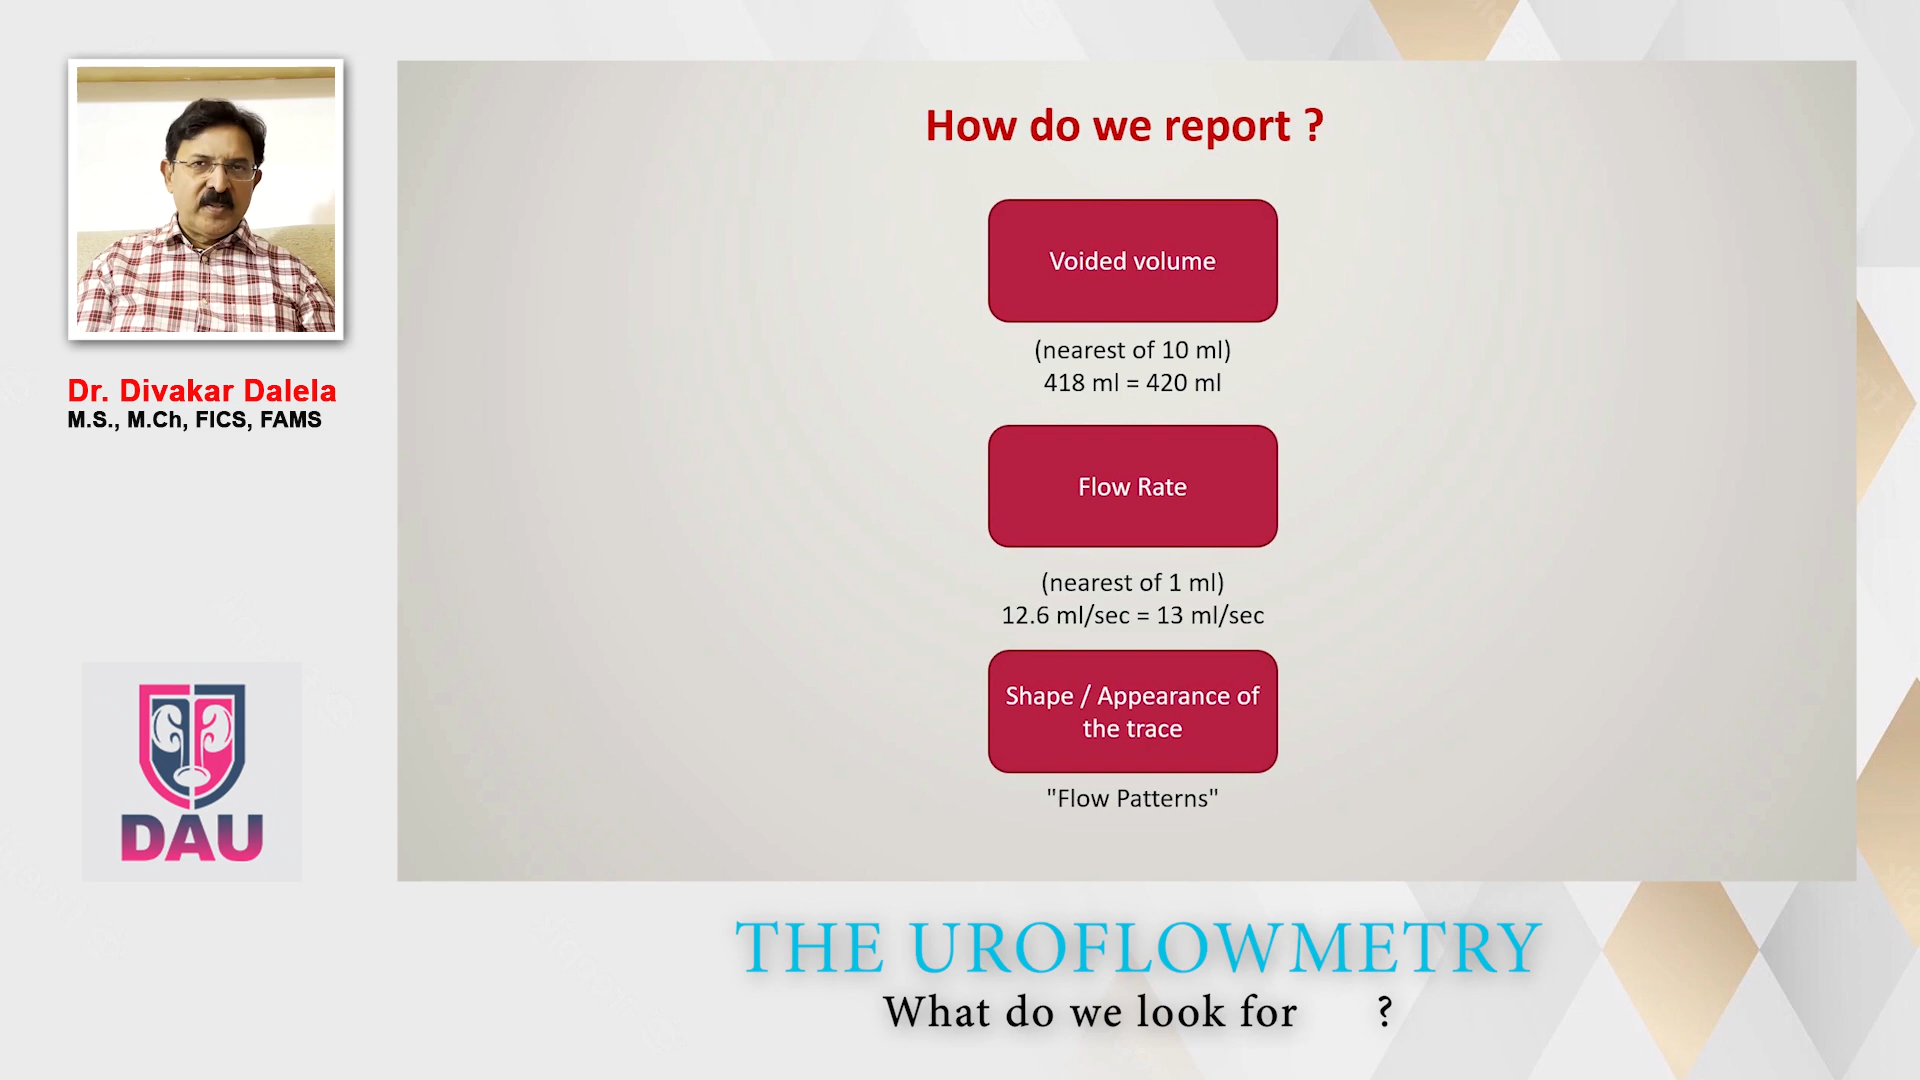 How do we report ?
Voided volume
(nearest of 10 ml)
418 ml = 420 ml
Flow Rate
(nearest of 1 ml)
12.6 ml/sec = 13 ml/sec
Shape / Appearance of
the trace
"Flow Patterns"
Dr. Divakar Dalela
M.S., M.Ch, FICS, FAMS
DAU
THE UROFLOWMETRY
What do we look for ?